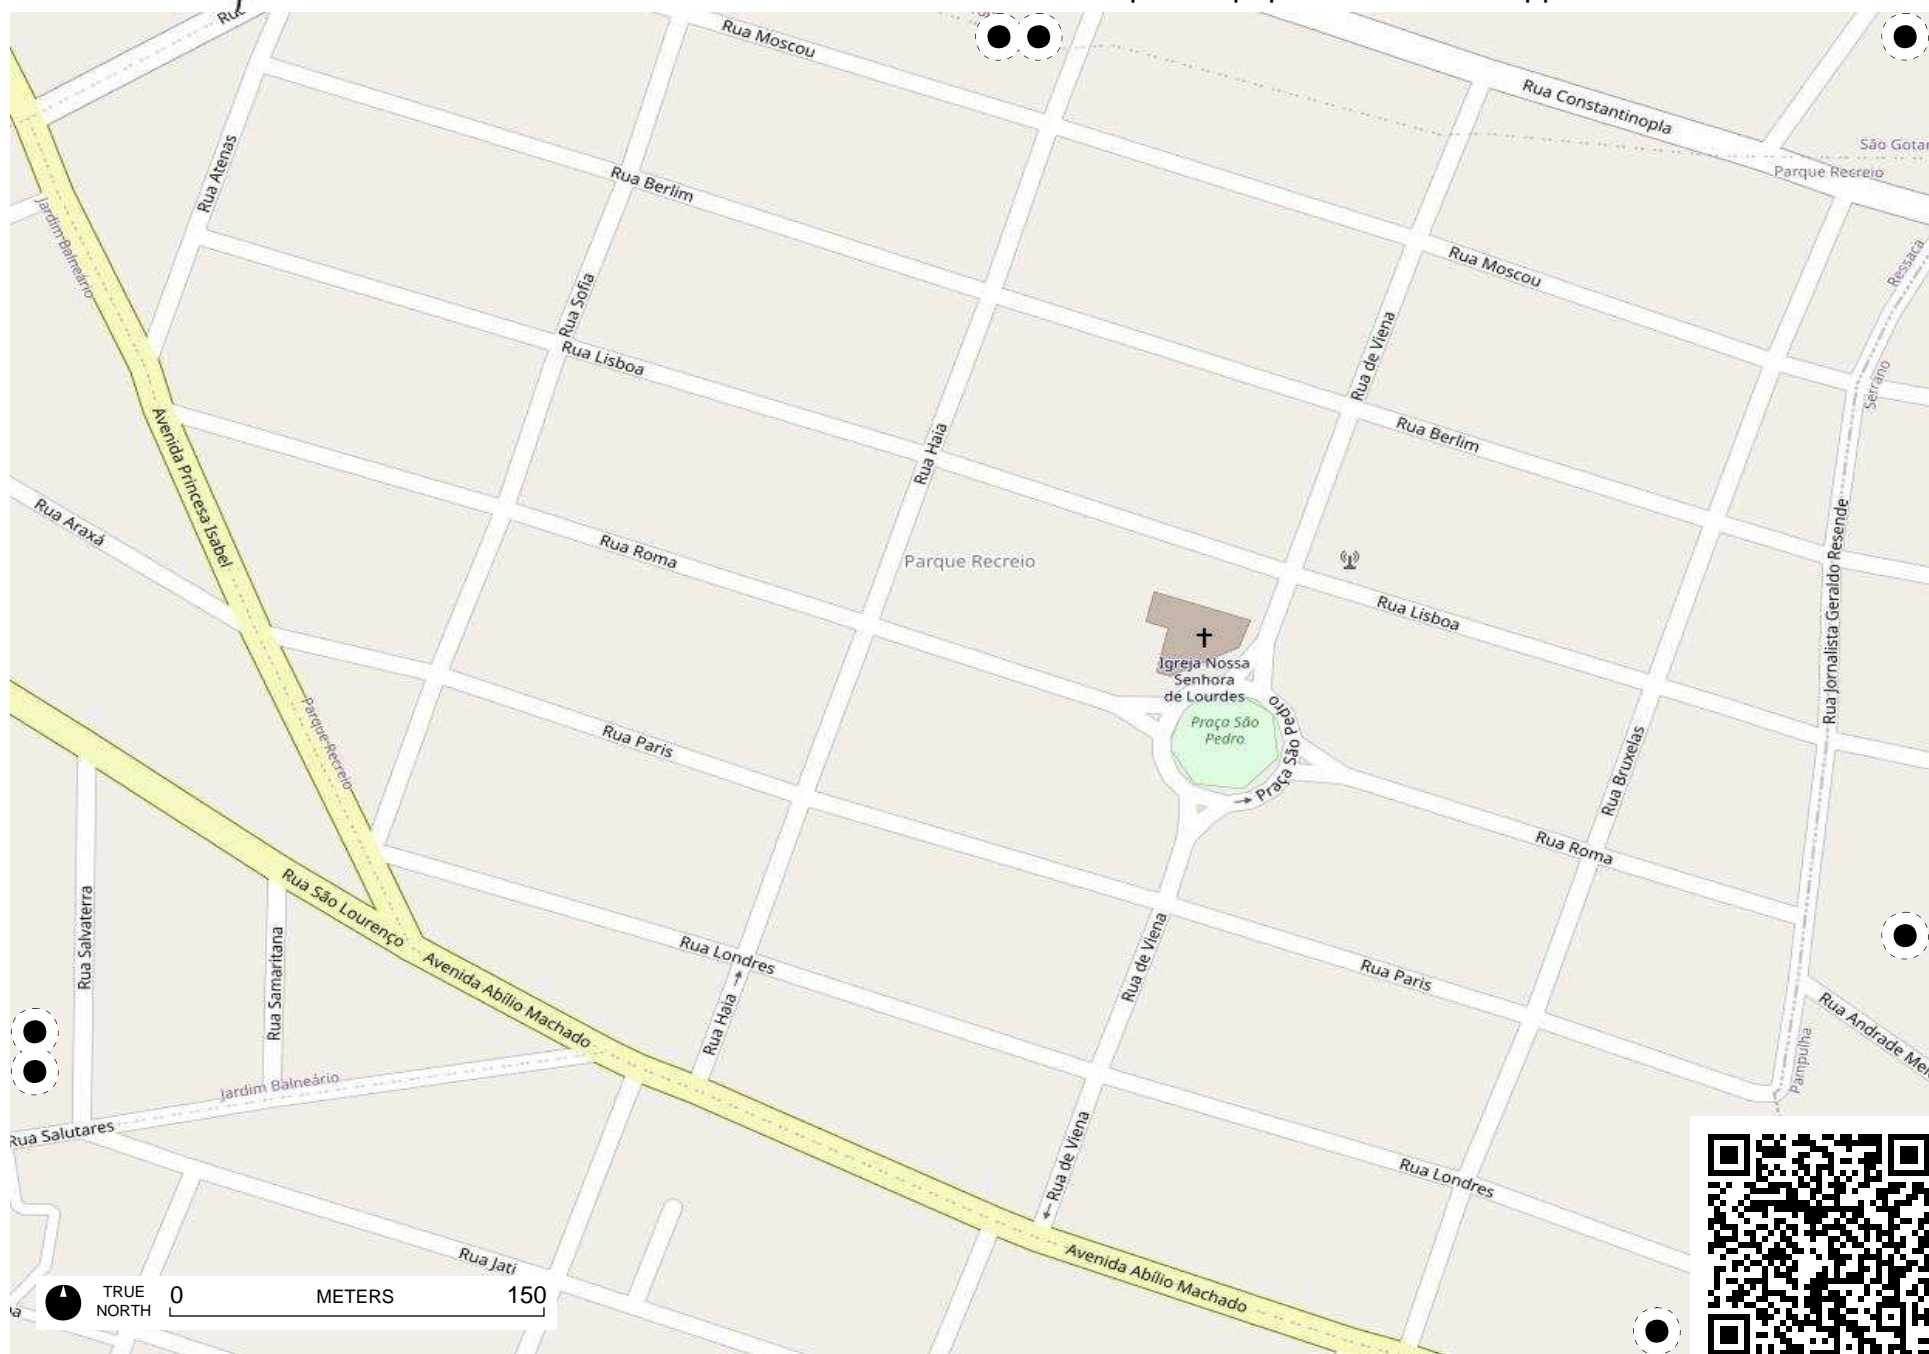 Rua Moscou
Rua Constantinopla
Parque Recreio
Rua Atenas
Rua Berlim
Jardim Balneário
Rua Moscou
Ressaca
Rua Sofia
Rua de Viena
Rua Lisboa
Serrano
Rua Haia
Rua Berlim
Avenida Princesa Isabel
Rua Araxá
Rua Roma
Parque Recreio
Rua Lisboa
Rua Jornalista Geraldo Resende
Igreja Nossa
Senhora
de Lourdes
Praça São
Pedro
Praça São Pedro
Parque Recreio
Rua Paris
Rua Bruxelas
Rua Roma
Rua São Lourenço
Rua Salvaterra
Rua Samaritana
Avenida Abílio Machado
Rua Londres
Rua Haia
Rua de Viena
Rua Paris
Rua Andrade
Pampulha
Jardim Balneário
Rua Salutares
Rua de Viena
Rua Londres
Rua Jati
Avenida Abílio Machado
TRUE
NORTH
0 METERS 150